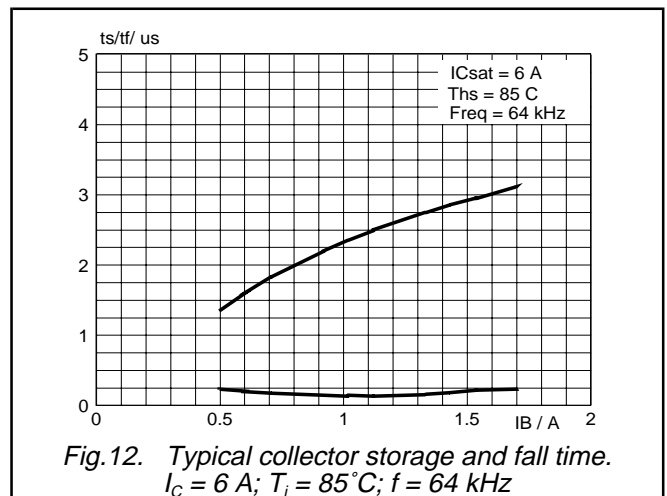 ts/tf/ us
5
4
3
2
1
0
ICsat = 6 A
Ths = 85 C
Freq = 64 kHz
0 0.5 1 1.5 2
IB / A
Fig.12. Typical collector storage and fall time.
IC = 6 A; Tj = 85˚C; f = 64 kHz